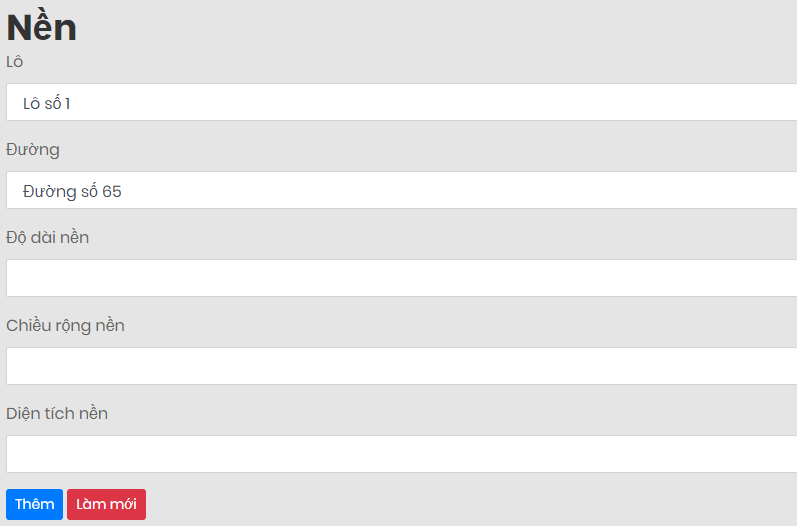 Nền
Lô
Lô số 1
Đường
Đường số 65
Độ dài nền
Chiều rộng nền
Diện tích nền
Thêm Làm mới